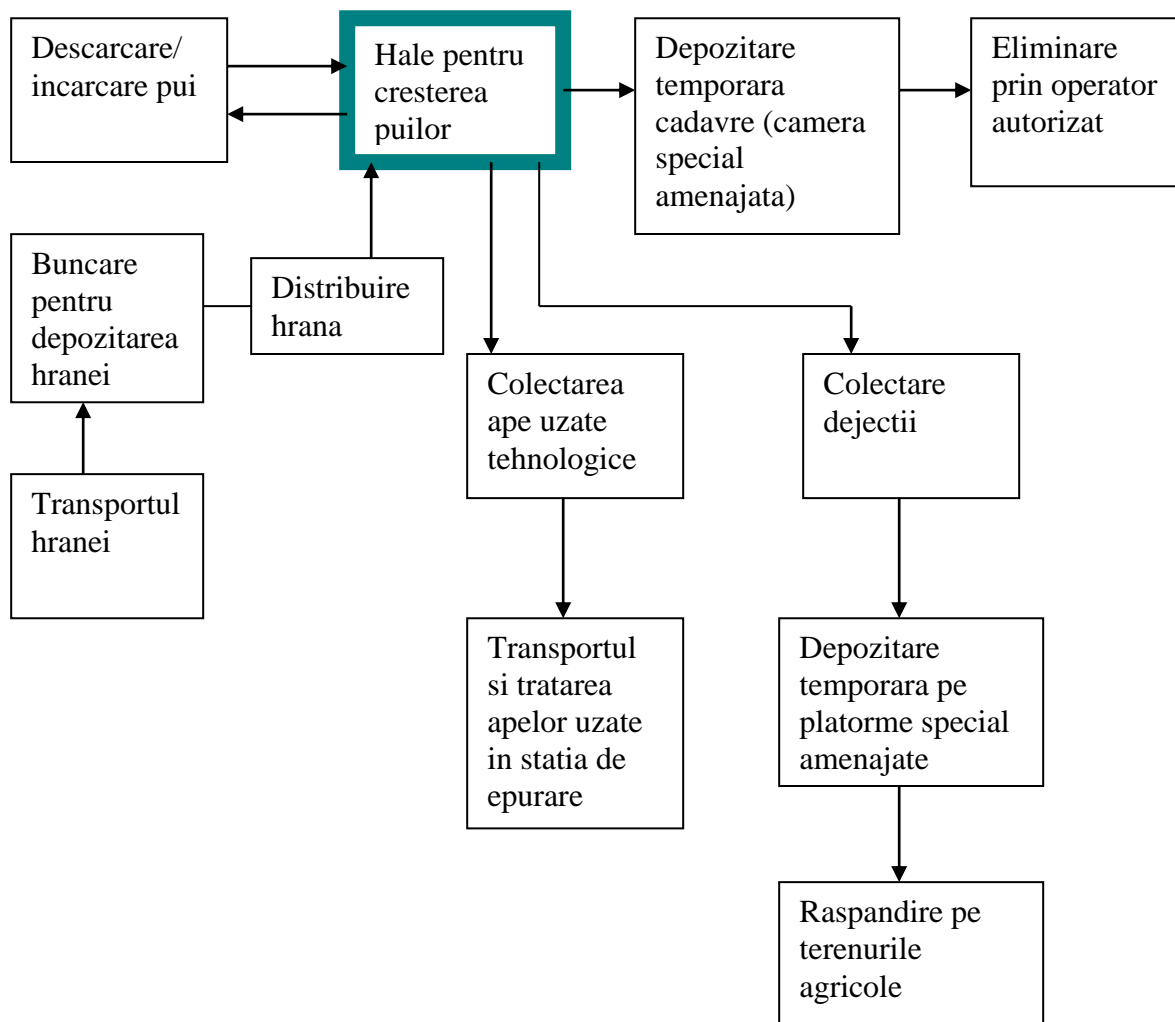 Descarcare/
incarcare pui
Hale pentru
cresterea
puilor
Depozitare
temporara
cadavre (camera
special
amenajata)
Eliminare
prin operator
autorizat
Buncare
pentru
depozitarea
hranei
Distribuire
hrana
Transportul
hranei
Colectarea
ape uzate
tehnologice
Colectare
dejectii
Transportul
si tratarea
apelor uzate
in statia de
epurare
Depozitare
temporara pe
platorme special
amenajate
Raspandire pe
terenurile
agricole